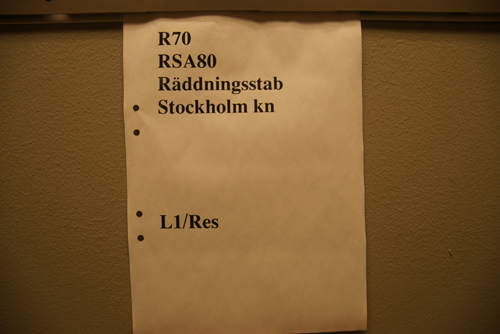 R70
RSA80
Räddningsstab
Stockholm kn
L1/Res